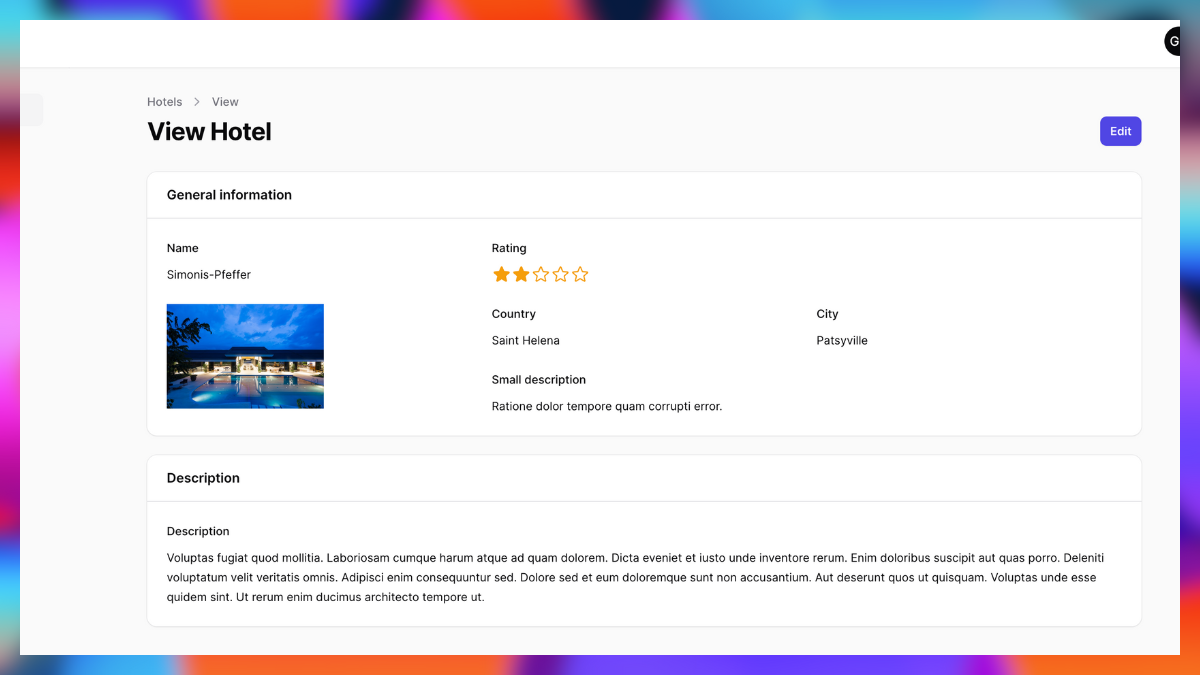 G
Hotels View
View Hotel
Edit
General information
Name
Simonis-Pfeffer
Rating
Country
Saint Helena
City
Patsyville
Small description
Ratione dolor tempore quam corrupti error.
Description
Description
Voluptas fugiat quod mollitia. Laboriosam cumque harum atque ad quam dolorem. Dicta eveniet et iusto unde inventore rerum. Enim doloribus suscipit aut quas porro. Deleniti
voluptatum velit veritatis omnis. Adipisci enim consequuntur sed. Dolore sed et eum doloremque sunt non accusantium. Aut deserunt quos ut quisquam. Voluptas unde esse
quidem sint. Ut rerum enim ducimus architecto tempore ut.